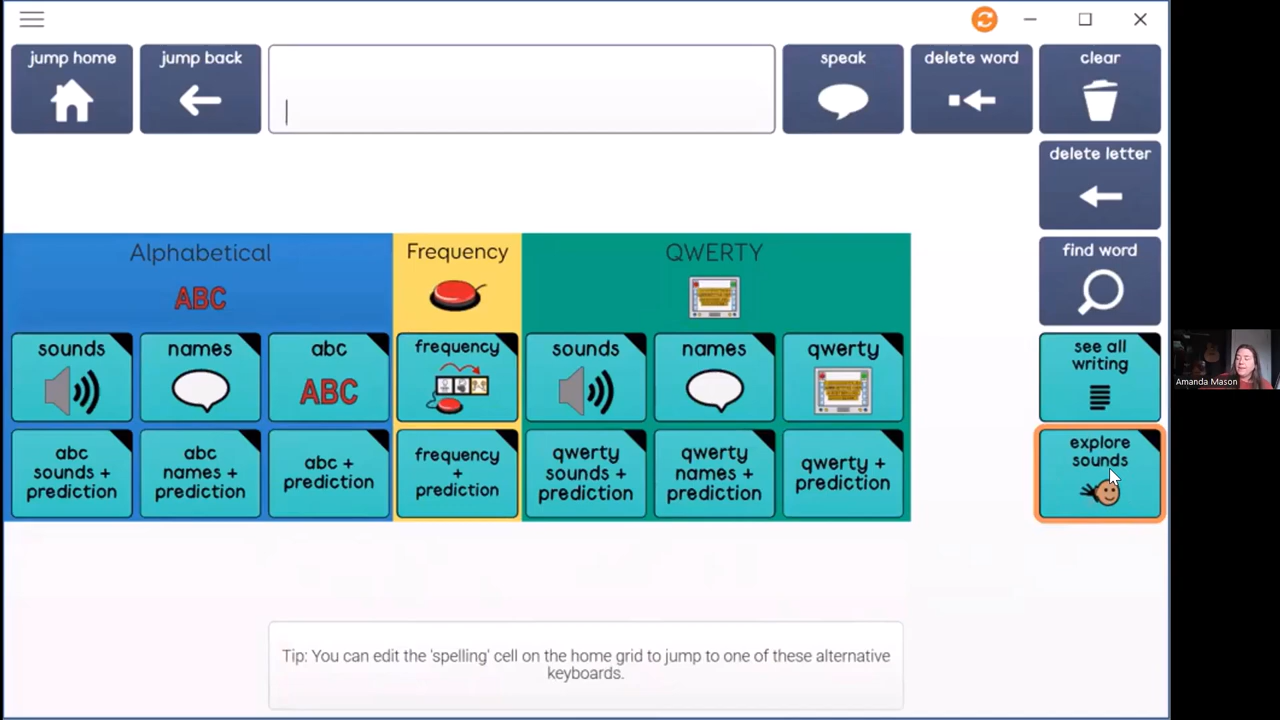 jump home
jump back
speak
delete word
clear
delete letter
find word
Alphabetical
ABC
Frequency
QWERTY
sounds
names
abc
ABC
frequency
sounds
names
qwerty
see all
writing
abc
sounds +
prediction
abc
names +
prediction
abc +
prediction
frequency
+
prediction
qwerty
sounds +
prediction
qwerty
names +
prediction
qwerty +
prediction
explore
sounds
Tip: You can edit the 'spelling' cell on the home grid to jump to one of these alternative
keyboards.
Amanda Mason